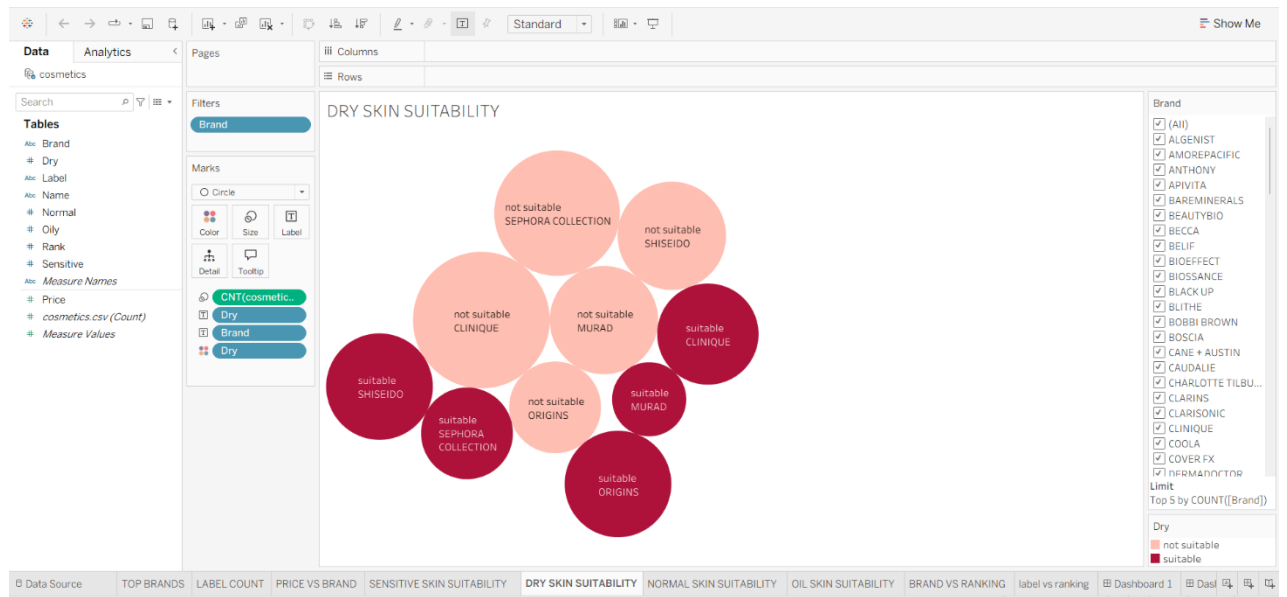 Standard
Show Me
Data
Analytics
cosmetics
Search
Tables
Abc Brand
# Dry
Abc Label
Abc Name
# Normal
# Oily
# Rank
# Sensitive
Abc Measure Names
# Price
# cosmetics.csv (Count)
# Measure Values
Pages
Filters
Brand
Marks
Circle
Color
Size
Label
Detail
Tooltip
CNT(cosmetic..
Dry
Brand
Dry
Columns
Rows
DRY SKIN SUITABILITY
not suitable
SEPHORA COLLECTION
not suitable
SHISEIDO
not suitable
CLINIQUE
not suitable
MURAD
suitable
CLINIQUE
suitable
SHISEIDO
not suitable
ORIGINS
suitable
MURAD
suitable
SEPHORA
COLLECTION
suitable
ORIGINS
Brand
(All)
ALGENIST
AMOREPACIFIC
ANTHONY
APIVITA
BAREMINERALS
BEAUTYBIO
BECCA
BELIF
BIOEFFECT
BIOSSANCE
BLACK UP
BLITHE
BOBBI BROWN
BOSCIA
CANE + AUSTIN
CAUDALIE
CHARLOTTE TILBU...
CLARINS
CLARISONIC
CLINIQUE
COOLA
COVER FX
DERMADOCTOR
Limit
Top 5 by COUNT([Brand])
Dry
not suitable
suitable
Data Source
TOP BRANDS
LABEL COUNT
PRICE VS BRAND
SENSITIVE SKIN SUITABILITY
DRY SKIN SUITABILITY
NORMAL SKIN SUITABILITY
OIL SKIN SUITABILITY
BRAND VS RANKING
label vs ranking
Dashboard 1